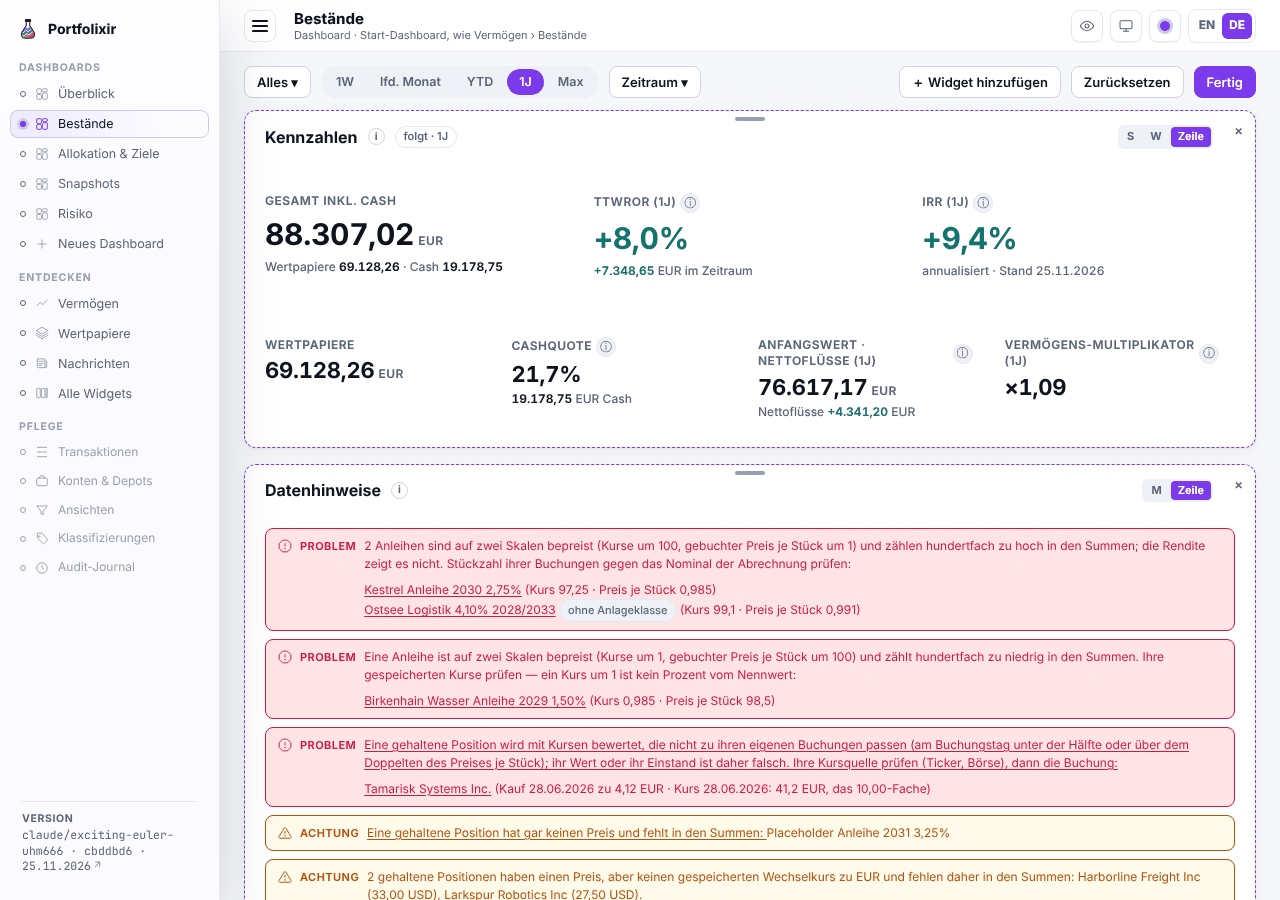 Portfolixir
DASHBOARDS
Überblick
Bestände
Allokation & Ziele
Snapshots
Risiko
Neues Dashboard
ENTDECKEN
Vermögen
Wertpapiere
Nachrichten
Alle Widgets
PFLEGE
Transaktionen
Konten & Depots
Ansichten
Klassifizierungen
Audit-Journal
VERSION
claude/exciting-euler-
uhm666 · cbddbd6 ·
25.11.2026↗
Bestände
Dashboard · Start-Dashboard, wie Vermögen › Bestände
EN DE
Alles ▾ 1W lfd. Monat YTD 1J Max Zeitraum ▾ + Widget hinzufügen Zurücksetzen Fertig
Kennzahlen i folgt · 1J S W Zeile ×
GESAMT INKL. CASH
88.307,02 EUR
Wertpapiere 69.128,26 · Cash 19.178,75
TTWROR (1J) ⓘ
+8,0%
+7.348,65 EUR im Zeitraum
IRR (1J) ⓘ
+9,4%
annualisiert · Stand 25.11.2026
WERTPAPIERE
69.128,26 EUR
CASHQUOTE ⓘ
21,7%
19.178,75 EUR Cash
ANFANGSWERT ·
NETTOFLÜSSE (1J) ⓘ
76.617,17 EUR
Nettoflüsse +4.341,20 EUR
VERMÖGENS-MULTIPLIKATOR
(1J) ⓘ
×1,09
Datenhinweise i M Zeile ×
PROBLEM 2 Anleihen sind auf zwei Skalen bepreist (Kurse um 100, gebuchter Preis je Stück um 1) und zählen hundertfach zu hoch in den Summen; die Rendite
zeigt es nicht. Stückzahl ihrer Buchungen gegen das Nominal der Abrechnung prüfen:
Kestrel Anleihe 2030 2,75% (Kurs 97,25 · Preis je Stück 0,985)
Ostsee Logistik 4,10% 2028/2033 ohne Anlageklasse (Kurs 99,1 · Preis je Stück 0,991)
PROBLEM Eine Anleihe ist auf zwei Skalen bepreist (Kurse um 1, gebuchter Preis je Stück um 100) und zählt hundertfach zu niedrig in den Summen. Ihre
gespeicherten Kurse prüfen — ein Kurs um 1 ist kein Prozent vom Nennwert:
Birkenhain Wasser Anleihe 2029 1,50% (Kurs 0,985 · Preis je Stück 98,5)
PROBLEM Eine gehaltene Position wird mit Kursen bewertet, die nicht zu ihren eigenen Buchungen passen (am Buchungstag unter der Hälfte oder über dem
Doppelten des Preises je Stück); ihr Wert oder ihr Einstand ist daher falsch. Ihre Kursquelle prüfen (Ticker, Börse), dann die Buchung:
Tamarisk Systems Inc. (Kauf 28.06.2026 zu 4,12 EUR · Kurs 28.06.2026: 41,2 EUR, das 10,00-Fache)
ACHTUNG Eine gehaltene Position hat gar keinen Preis und fehlt in den Summen: Placeholder Anleihe 2031 3,25%
ACHTUNG 2 gehaltene Positionen haben einen Preis, aber keinen gespeicherten Wechselkurs zu EUR und fehlen daher in den Summen: Harborline Freight Inc
(33,00 USD), Larkspur Robotics Inc (27,50 USD).